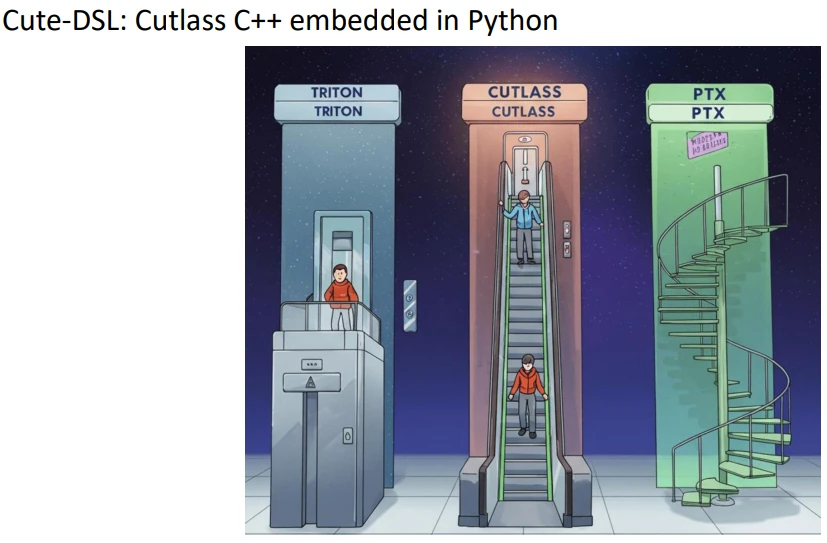 Cute-DSL: Cutlass C++ embedded in Python
TRITON
TRITON
CUTLASS
CUTLASS
PTX
PTX